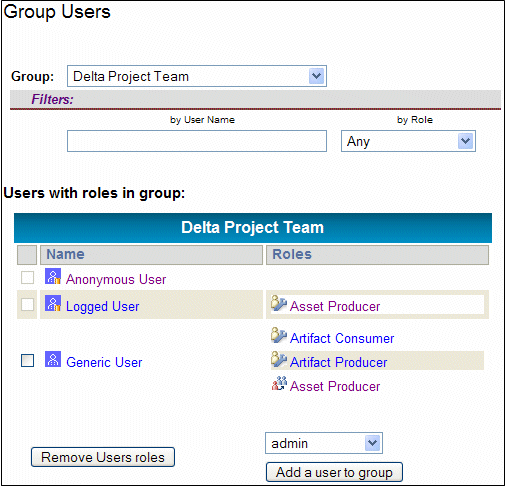 Group Users
Group: Delta Project Team
Filters:
by User Name by Role
Any
Users with roles in group:
Delta Project Team
Name Roles
Anonymous User
Logged User Asset Producer
Artifact Consumer
Generic User Artifact Producer
Asset Producer
admin
Remove Users roles
Add a user to group